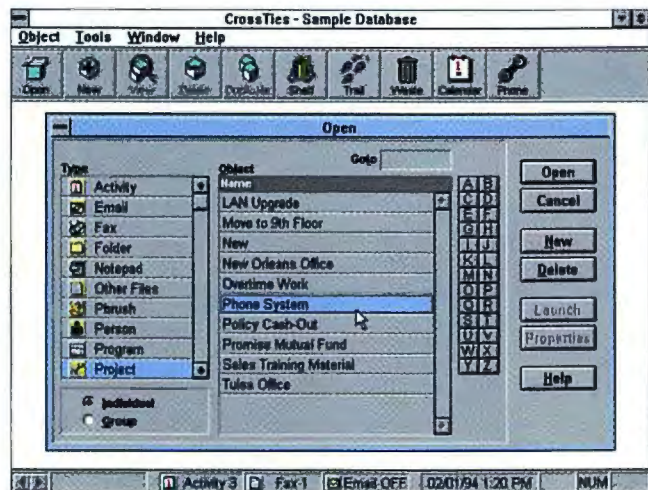 CrossTies - Sample Database
Object Tools Window Help
Open New View Delete Duplicate Shelf Trail Waste Calendar Phone
Open
Type
Activity
Email
Fax
Folder
Notepad
Other Files
Phrush
Person
Program
Project
Individual
Group
Object
Goto
Name
LAN Upgrade
Move to 9th Floor
New
New Orleans Office
Overtime Work
Phone System
Policy Cash-Out
Promise Mutual Fund
Sales Training Material
Tulsa Office
A B
C D
E F
G H
I J
K L
M N
O P
Q R
S T
U V
W X
Y Z
Open
Cancel
New
Delete
Launch
Properties
Help
Activity 3 Fax 1 Email OFF 02/01/94 1:20 PM NUM